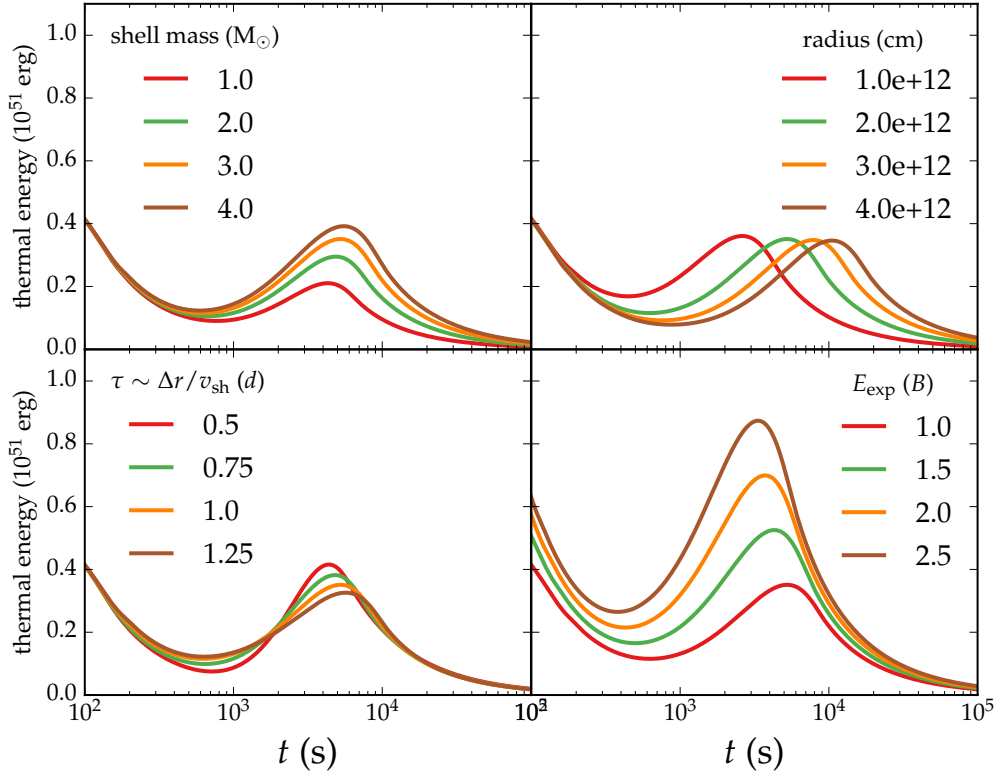 shell mass (M⊙)
1.0
2.0
3.0
4.0
thermal energy (10⁵¹ erg)
0.0
0.2
0.4
0.6
0.8
1.0
radius (cm)
1.0e+12
2.0e+12
3.0e+12
4.0e+12
τ ∼ Δr/v_sh (d)
0.5
0.75
1.0
1.25
thermal energy (10⁵¹ erg)
0.0
0.2
0.4
0.6
0.8
1.0
10² 10³ 10⁴
t (s)
E_exp (B)
1.0
1.5
2.0
2.5
10³ 10⁴ 10⁵
t (s)